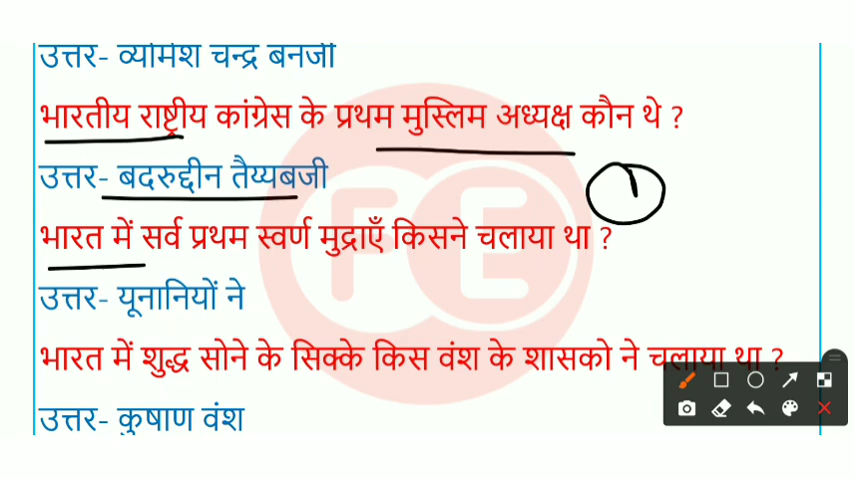 उत्तर- व्योमेश चन्द्र बनर्जी
भारतीय राष्ट्रीय कांग्रेस के प्रथम मुस्लिम अध्यक्ष कौन थे ?
उत्तर- बदरुद्दीन तैय्यबजी
भारत में सर्व प्रथम स्वर्ण मुद्राएँ किसने चलाया था ?
उत्तर- यूनानियों ने
भारत में शुद्ध सोने के सिक्के किस वंश के शासको ने चलाया था ?
उत्तर- कुषाण वंश
FE